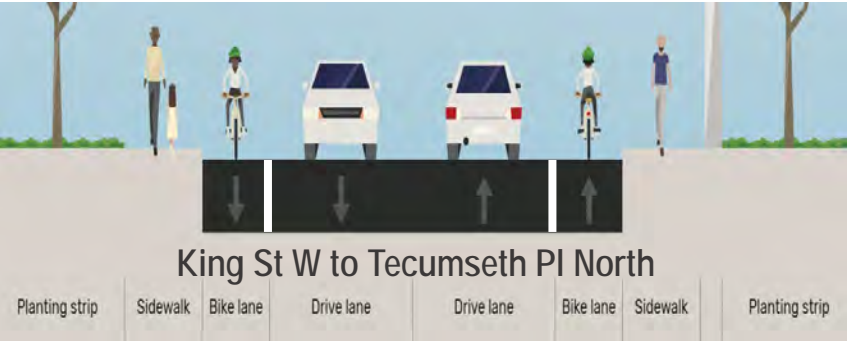 King St W to Tecumseth Pl North
Planting strip Sidewalk Bike lane Drive lane Drive lane Bike lane Sidewalk Planting strip